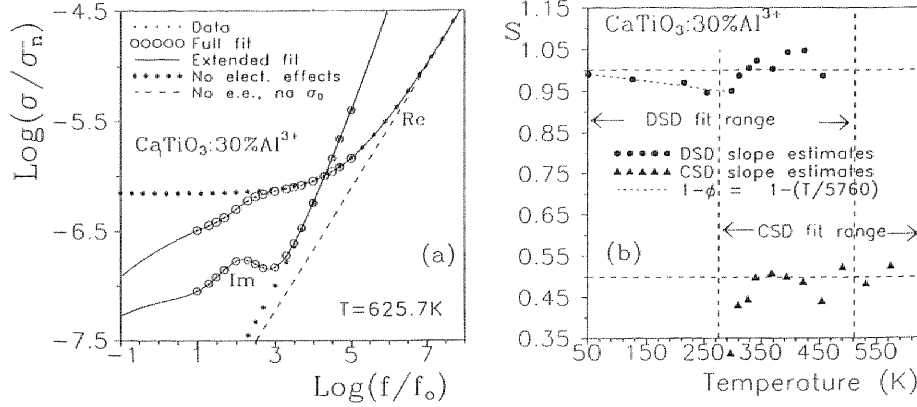 -4.5
-5.5
-6.5
-7.5
Log(σ/σn)
Data
Full fit
Extended fit
No elect. effects
No e.e., no σ0
CaTiO3:30%Al3+
Re
Im
(a)
T=625.7K
-1 1 3 5 7
Log(f/fo)
S
1.15
1.05
0.95
0.85
0.75
0.65
0.55
0.45
0.35
CaTiO3:30%Al3+
DSD fit range
DSD slope estimates
CSD slope estimates
1-ϕ = 1-(T/5760)
CSD fit range
(b)
50 150 250 350 450 550
Temperature (K)